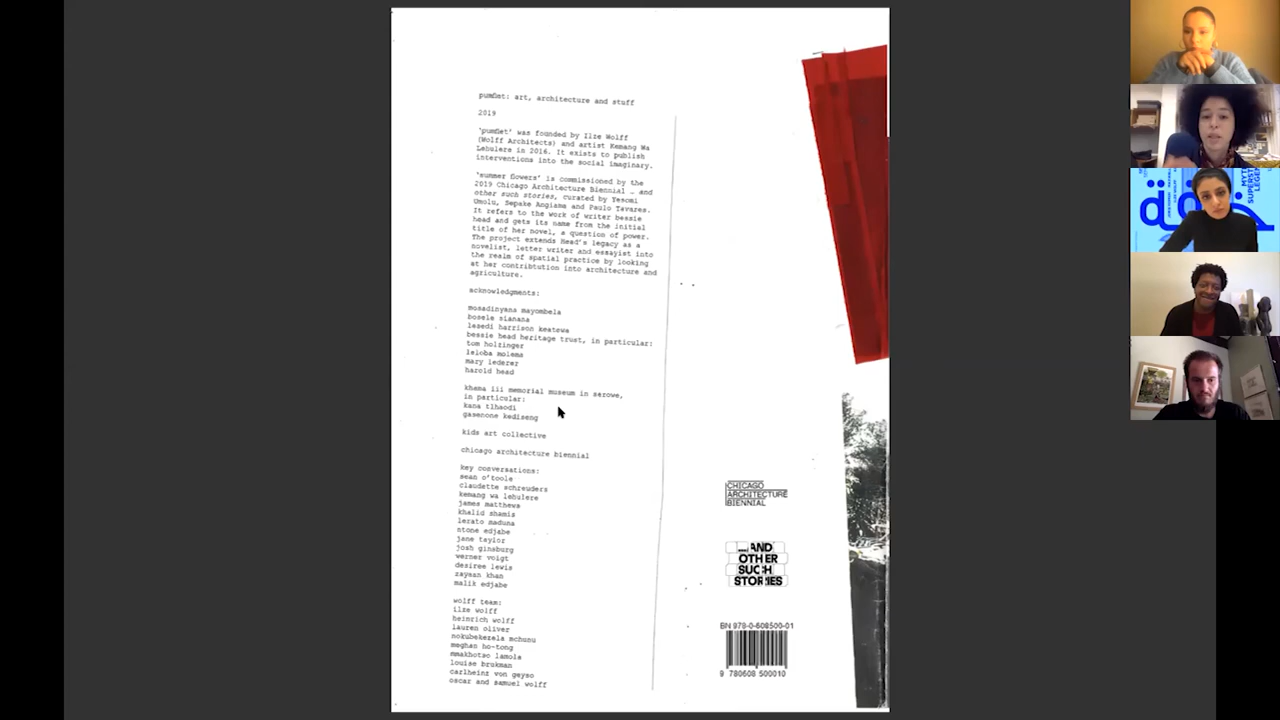 pumflet: art, architecture and stuff
2019
'pumflet' was founded by Ilze Wolff
(Wolff Architects) and artist Kemang Wa
Lehulere in 2016. It exists to publish
interventions into the social imaginary.
'summer flowers' is commissioned by the
2019 Chicago Architecture Biennial … and
other such stories, curated by Yesomi
Umolu, Sepake Angiama and Paulo Tavares.
It refers to the work of writer bessie
head and gets its name from the initial
title of her novel, a question of power.
The project extends Head's legacy as a
novelist, letter writer and essayist into
the realm of spatial practice by looking
at her contribtution into architecture and
agriculture.
acknowledgments:
mosadinyana mayombela
bosele sianana
lasedi harrison keatswa
bessie head heritage trust, in particular:
tom holzinger
leloba molema
mary lederer
harold head
khama iii memorial museum in serowe,
in particular:
kana tlhaodi
gasenone kediseng
kids art collective
chicago architecture biennial
key conversations:
sean o'toole
claudette schreuders
kemang wa lehulere
james matthews
khalid shamis
lerato maduna
ntone edjabe
jane taylor
josh ginsburg
werner voigt
desiree lewis
zayaan khan
malik edjabe
wolff team:
ilze wolff
heinrich wolff
lauren oliver
nokubekezela mchunu
meghan ho-tong
mmakhotso lamola
louise brukman
carlheinz von geyso
oscar and samuel wolff
CHICAGO
ARCHITECTURE
BIENNIAL
... AND
OTHER
SUCH
STORIES
BN 978-0-608500-01
9 780608 500010